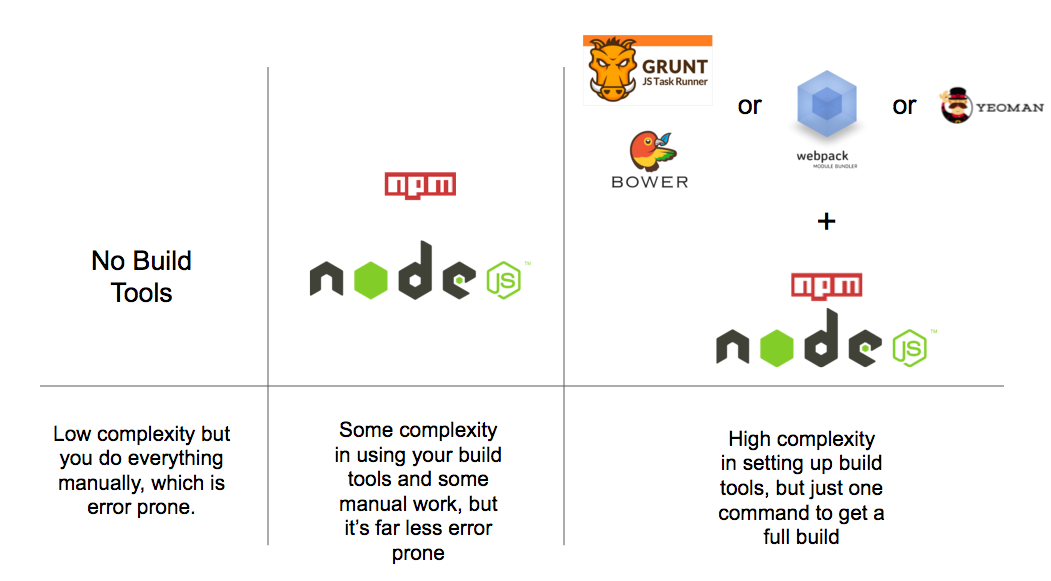 GRUNT
JS Task Runner
or
or
YEOMAN
webpack
MODULE BUNDLER
BOWER
npm
+
No Build
Tools
node JS ™
npm
node JS ™
Low complexity but
you do everything
manually, which is
error prone.
Some complexity
in using your build
tools and some
manual work, but
it's far less error
prone
High complexity
in setting up build
tools, but just one
command to get a
full build